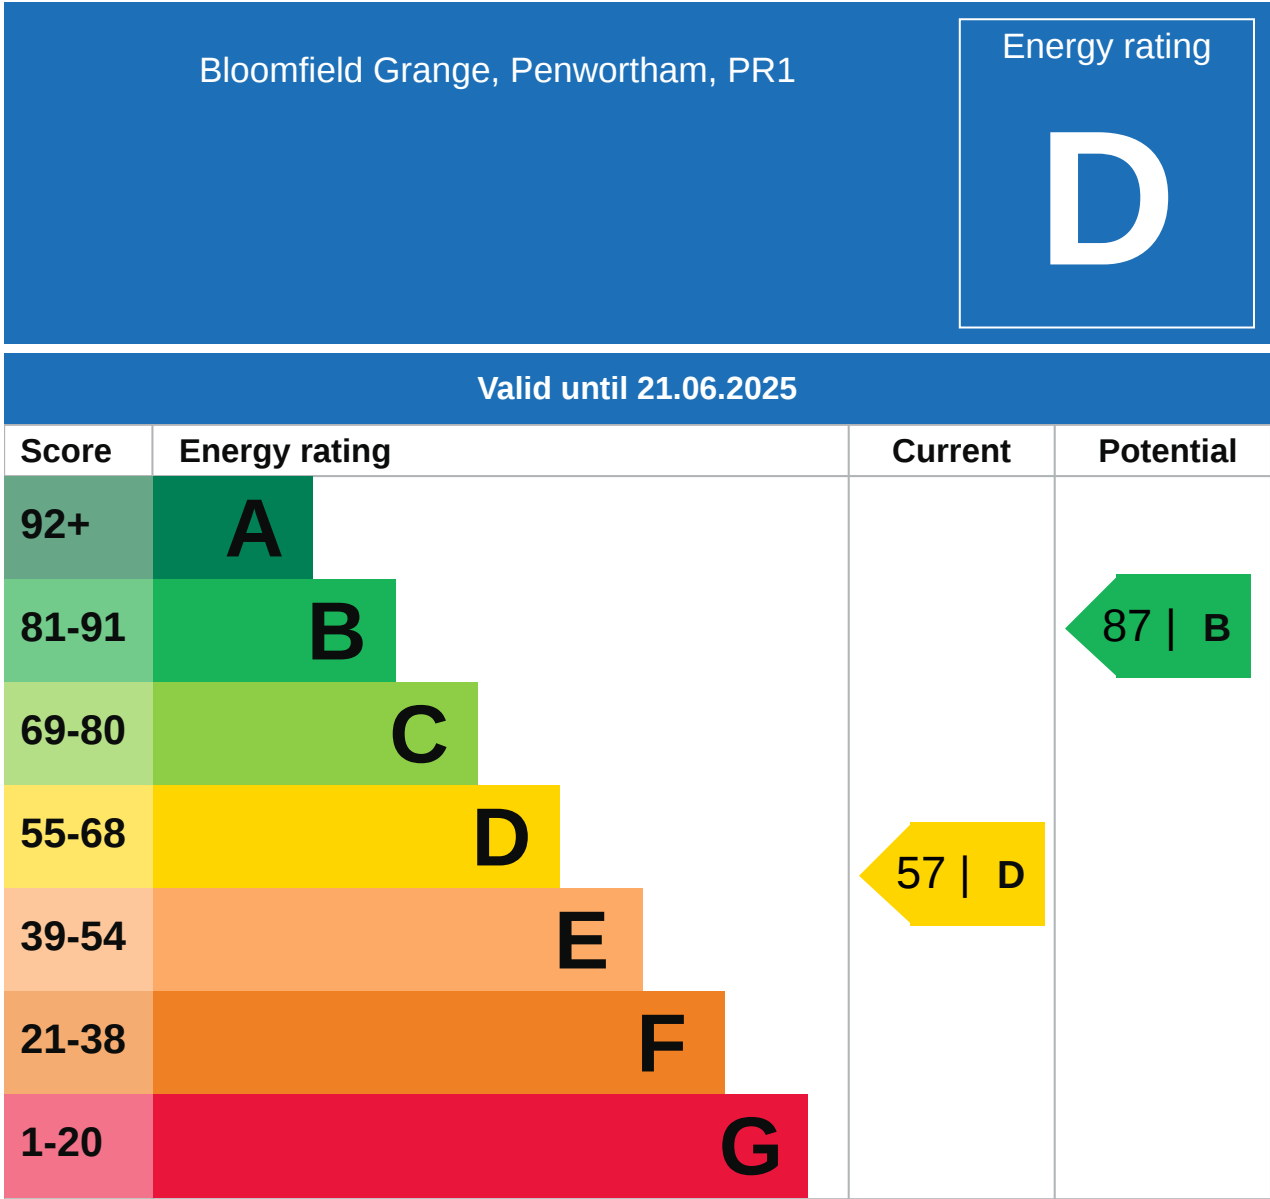 Bloomfield Grange, Penwortham, PR1
Energy rating
D
Valid until 21.06.2025
Score Energy rating Current Potential
92+ A
81-91 B 87 | B
69-80 C
55-68 D 57 | D
39-54 E
21-38 F
1-20 G